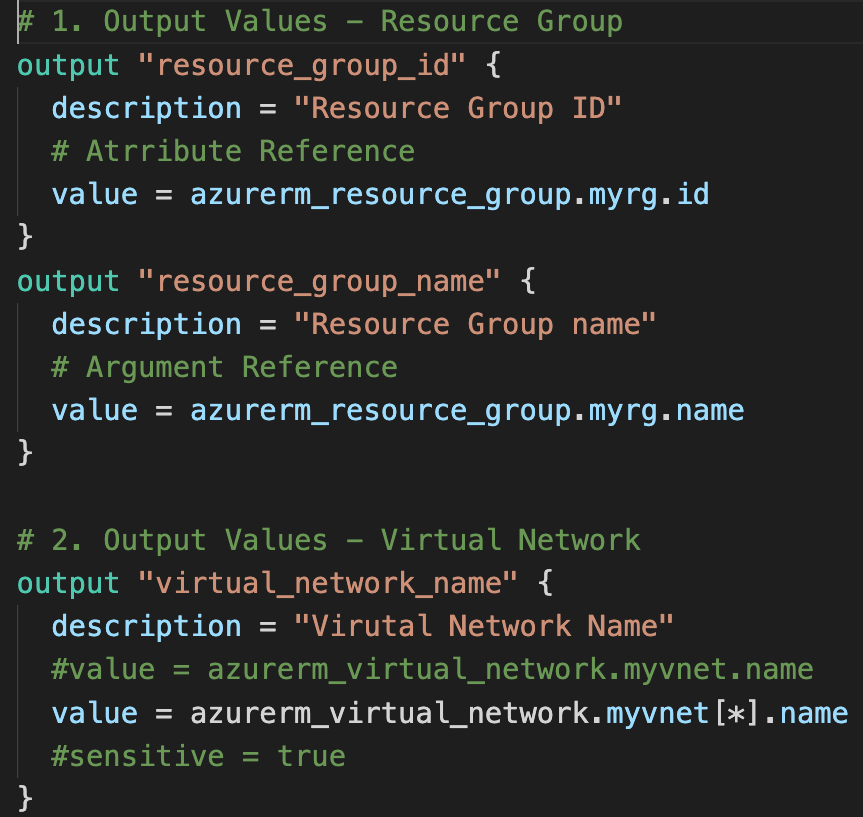 # 1. Output Values - Resource Group
output "resource_group_id" {
description = "Resource Group ID"
# Atrribute Reference
value = azurerm_resource_group.myrg.id
}
output "resource_group_name" {
description = "Resource Group name"
# Argument Reference
value = azurerm_resource_group.myrg.name
}
# 2. Output Values - Virtual Network
output "virtual_network_name" {
description = "Virutal Network Name"
#value = azurerm_virtual_network.myvnet.name
value = azurerm_virtual_network.myvnet[*].name
#sensitive = true
}